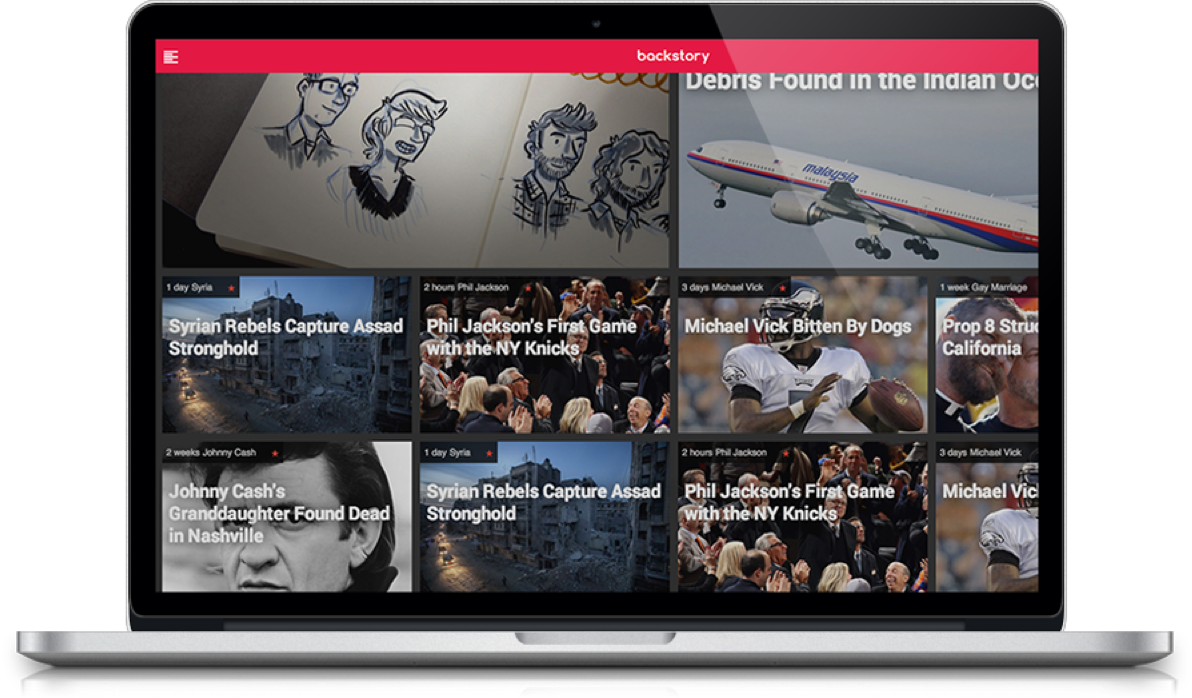 backstory
Debris Found in the Indian Oc
malaysia
1 day Syria
Syrian Rebels Capture Assad
Stronghold
2 hours Phil Jackson
Phil Jackson's First Game
with the NY Knicks
3 days Michael Vick
Michael Vick Bitten By Dogs
1 week Gay Marriage
Prop 8 Stru
California
2 weeks Johnny Cash
Johnny Cash's
Granddaughter Found Dead
in Nashville
1 day Syria
Syrian Rebels Capture Assad
Stronghold
2 hours Phil Jackson
Phil Jackson's First Game
with the NY Knicks
3 days Michael Vick
Michael Vic